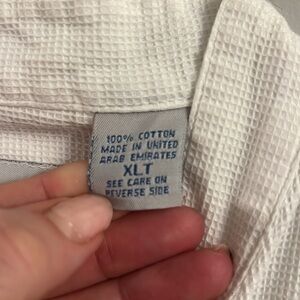 100% COTTON
MADE IN UNITED
ARAB EMIRATES
XLT
SEE CARE ON
REVERSE SIDE